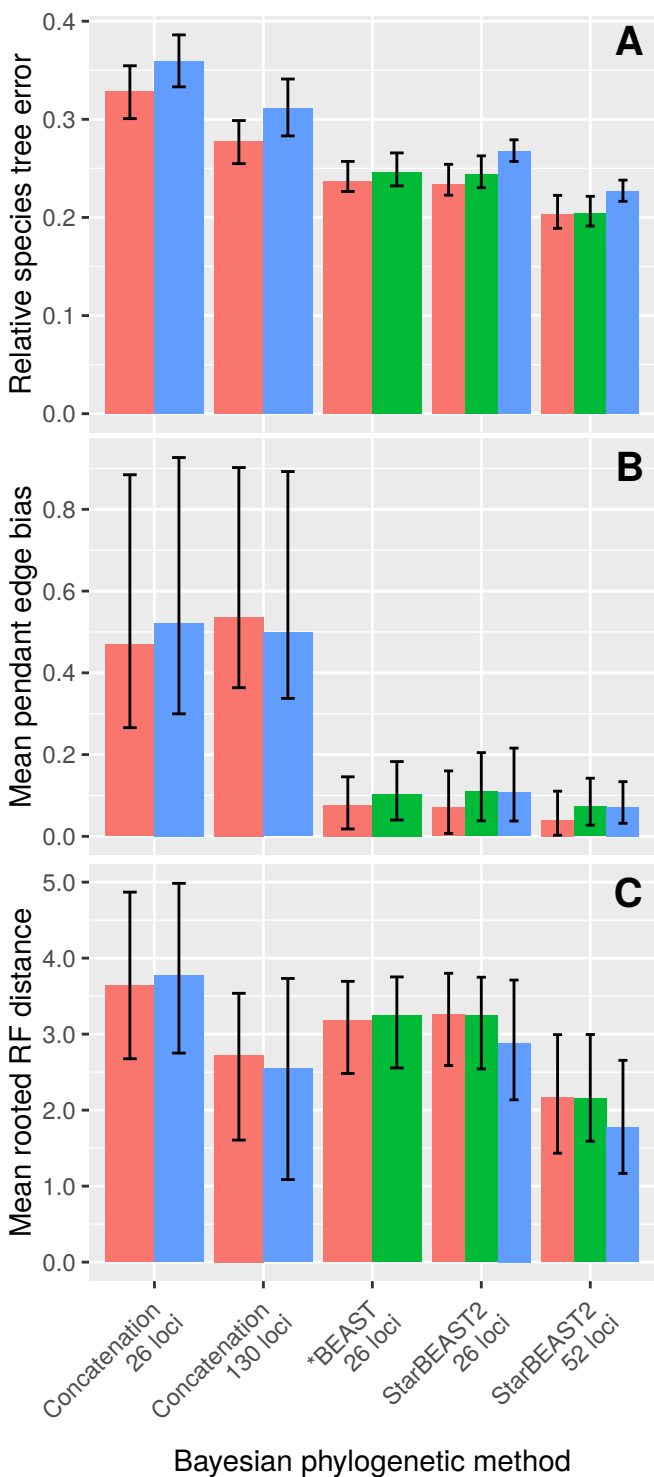 A
Relative species tree error
0.4
0.3
0.2
0.1
0.0
B
Mean pendant edge bias
0.8
0.6
0.4
0.2
0.0
C
Mean rooted RF distance
5.0
4.0
3.0
2.0
1.0
0.0
Concatenation
26 loci
Concatenation
130 loci
*BEAST
26 loci
StarBEAST2
26 loci
StarBEAST2
52 loci
Bayesian phylogenetic method